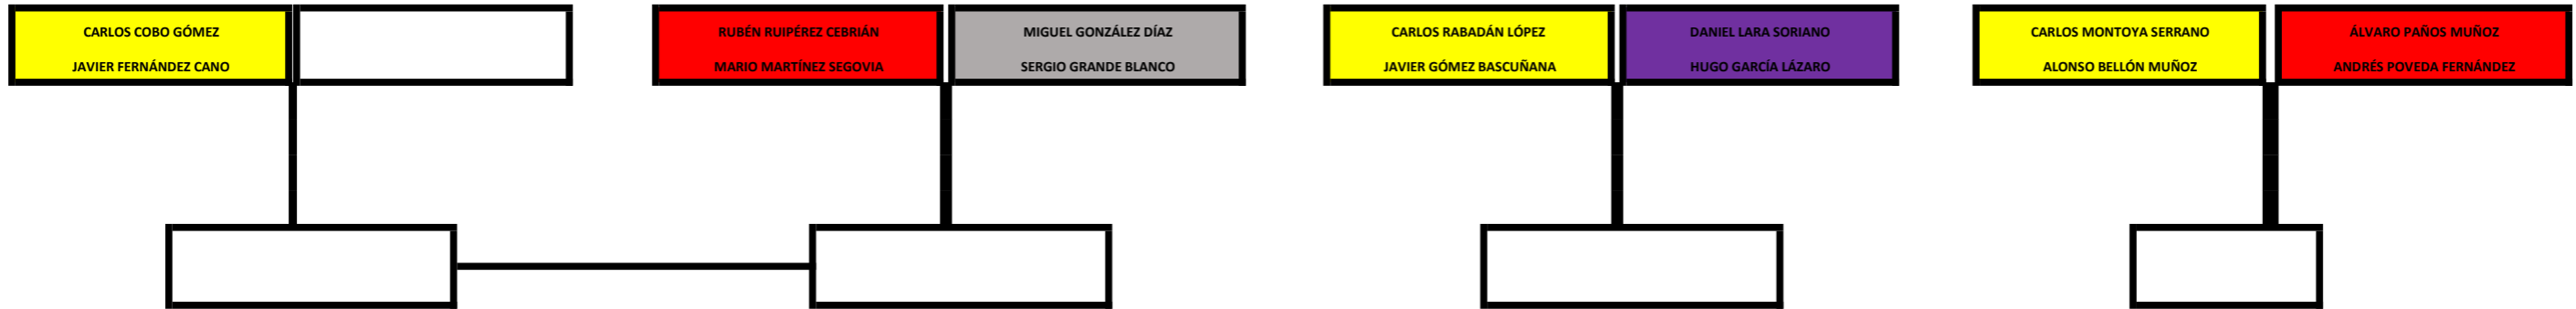 CARLOS COBO GÓMEZ
JAVIER FERNÁNDEZ CANO
RUBÉN RUIPÉREZ CEBRIÁN
MARIO MARTÍNEZ SEGOVIA
MIGUEL GONZÁLEZ DÍAZ
SERGIO GRANDE BLANCO
CARLOS RABADÁN LÓPEZ
JAVIER GÓMEZ BASCUÑANA
DANIEL LARA SORIANO
HUGO GARCÍA LÁZARO
CARLOS MONTOYA SERRANO
ALONSO BELLÓN MUÑOZ
ÁLVARO PAÑOS MUÑOZ
ANDRÉS POVEDA FERNÁNDEZ